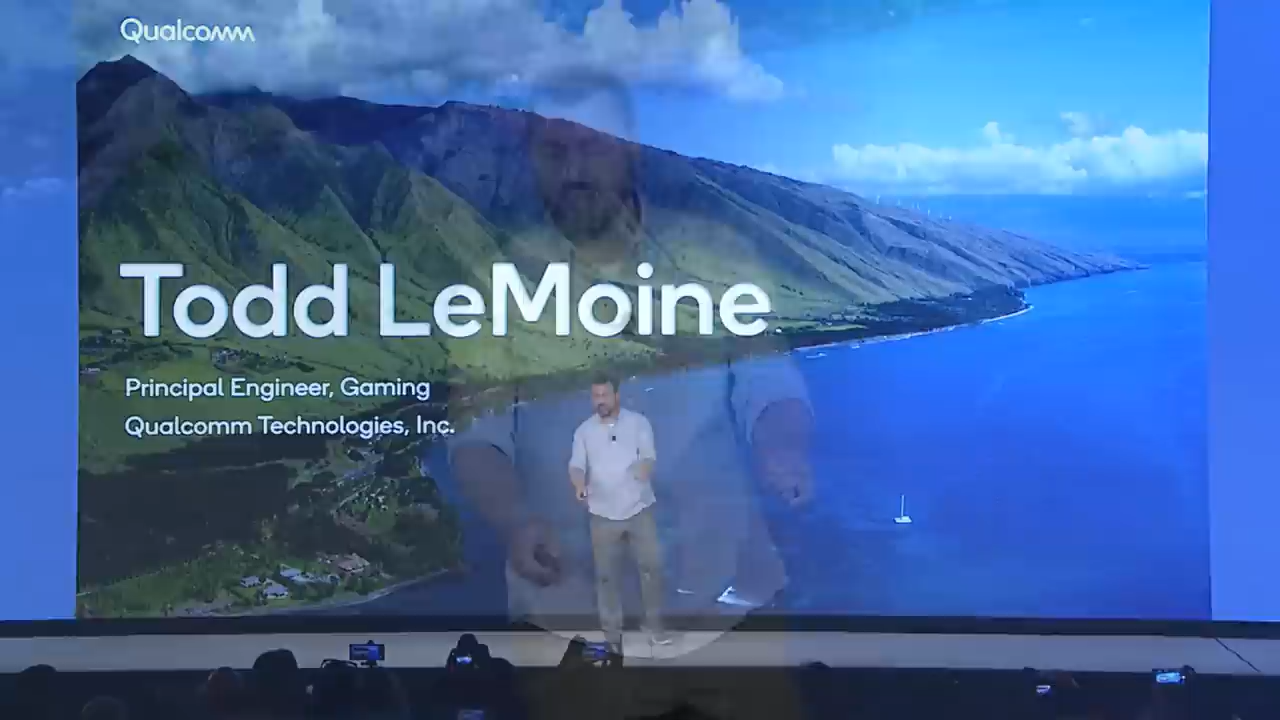 Qualcomm
Todd LeMoine
Principal Engineer, Gaming
Qualcomm Technologies, Inc.